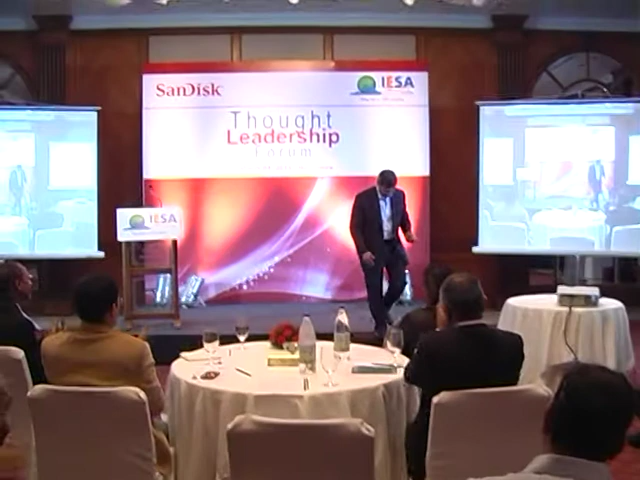 SanDisk
IESA
Thought
Leadership
Forum
IESA